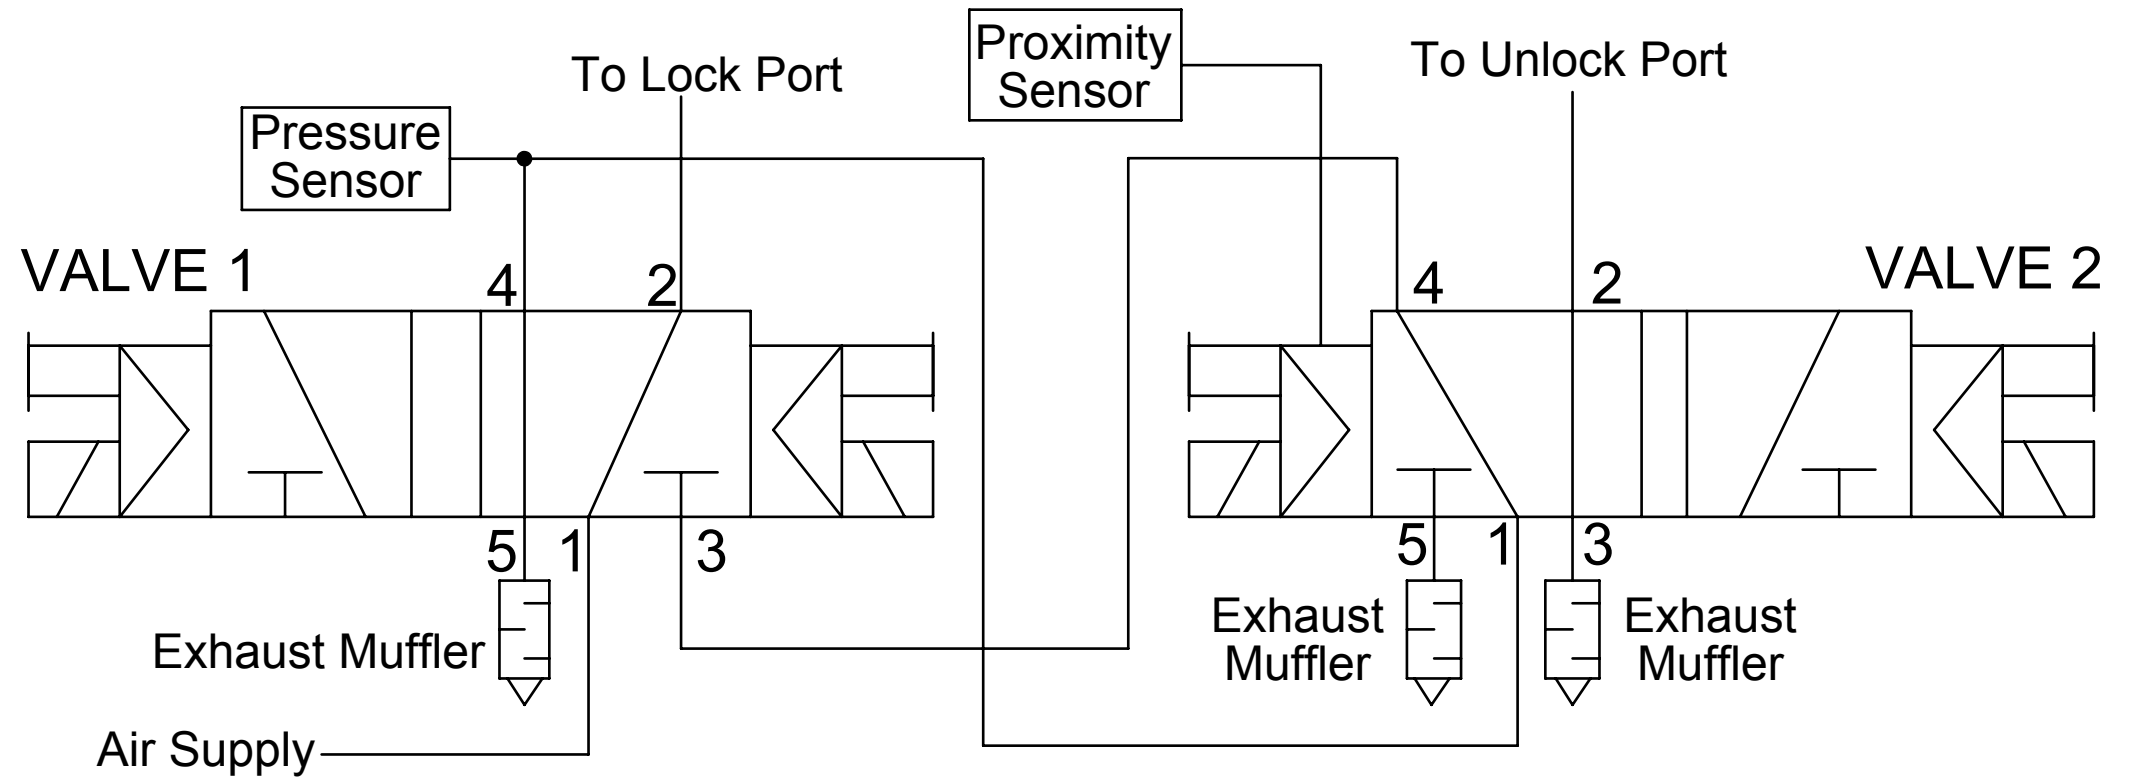 Proximity
Sensor
To Unlock Port
To Lock Port
Pressure
Sensor
VALVE 1
4
2
4
2
VALVE 2
5
1
3
5
1
3
Exhaust Muffler
Exhaust
Muffler
Exhaust
Muffler
Air Supply